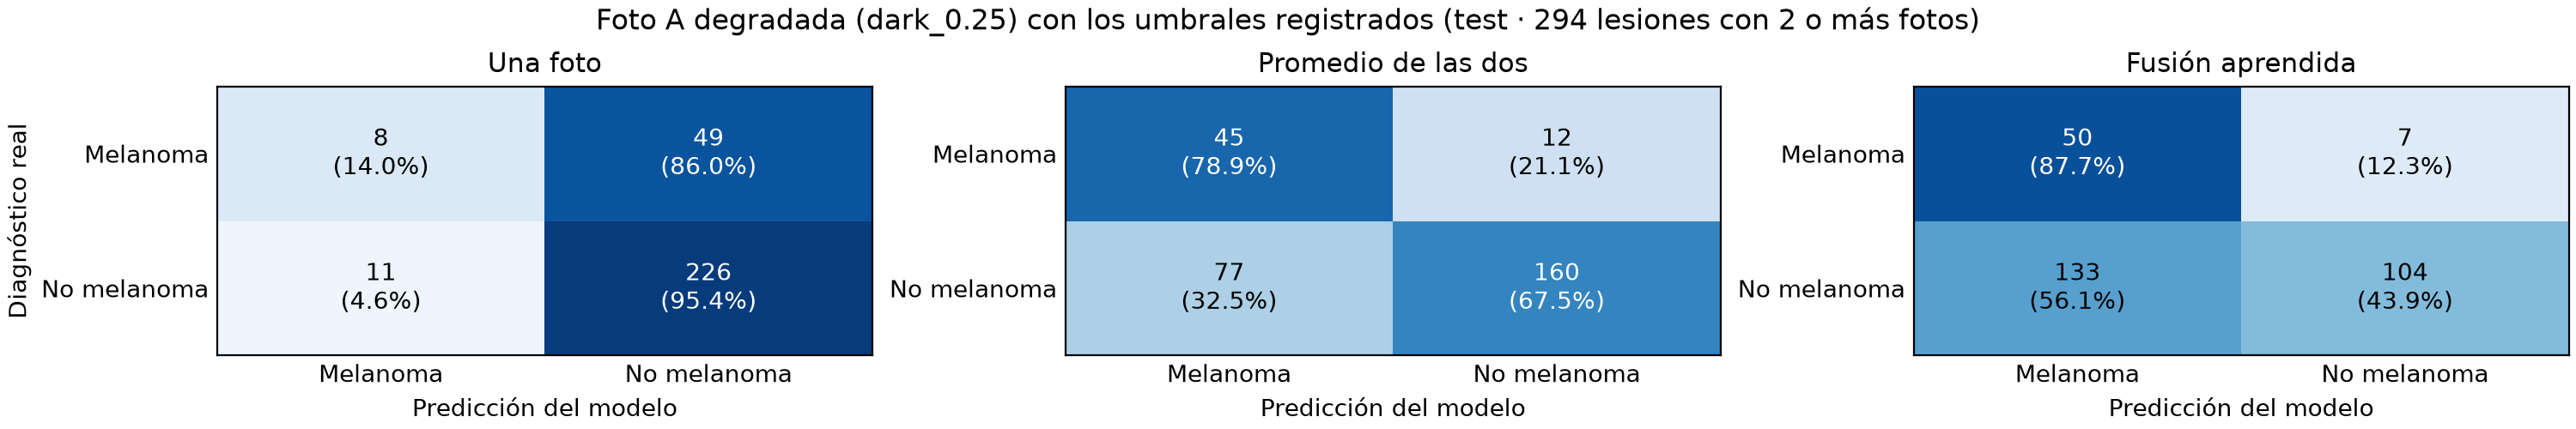 Foto A degradada (dark_0.25) con los umbrales registrados (test · 294 lesiones con 2 o más fotos)
Una foto
Diagnóstico real
Melanoma
No melanoma
8
(14.0%)
49
(86.0%)
11
(4.6%)
226
(95.4%)
Melanoma
No melanoma
Predicción del modelo
Promedio de las dos
Melanoma
No melanoma
45
(78.9%)
12
(21.1%)
77
(32.5%)
160
(67.5%)
Melanoma
No melanoma
Predicción del modelo
Fusión aprendida
Melanoma
No melanoma
50
(87.7%)
7
(12.3%)
133
(56.1%)
104
(43.9%)
Melanoma
No melanoma
Predicción del modelo